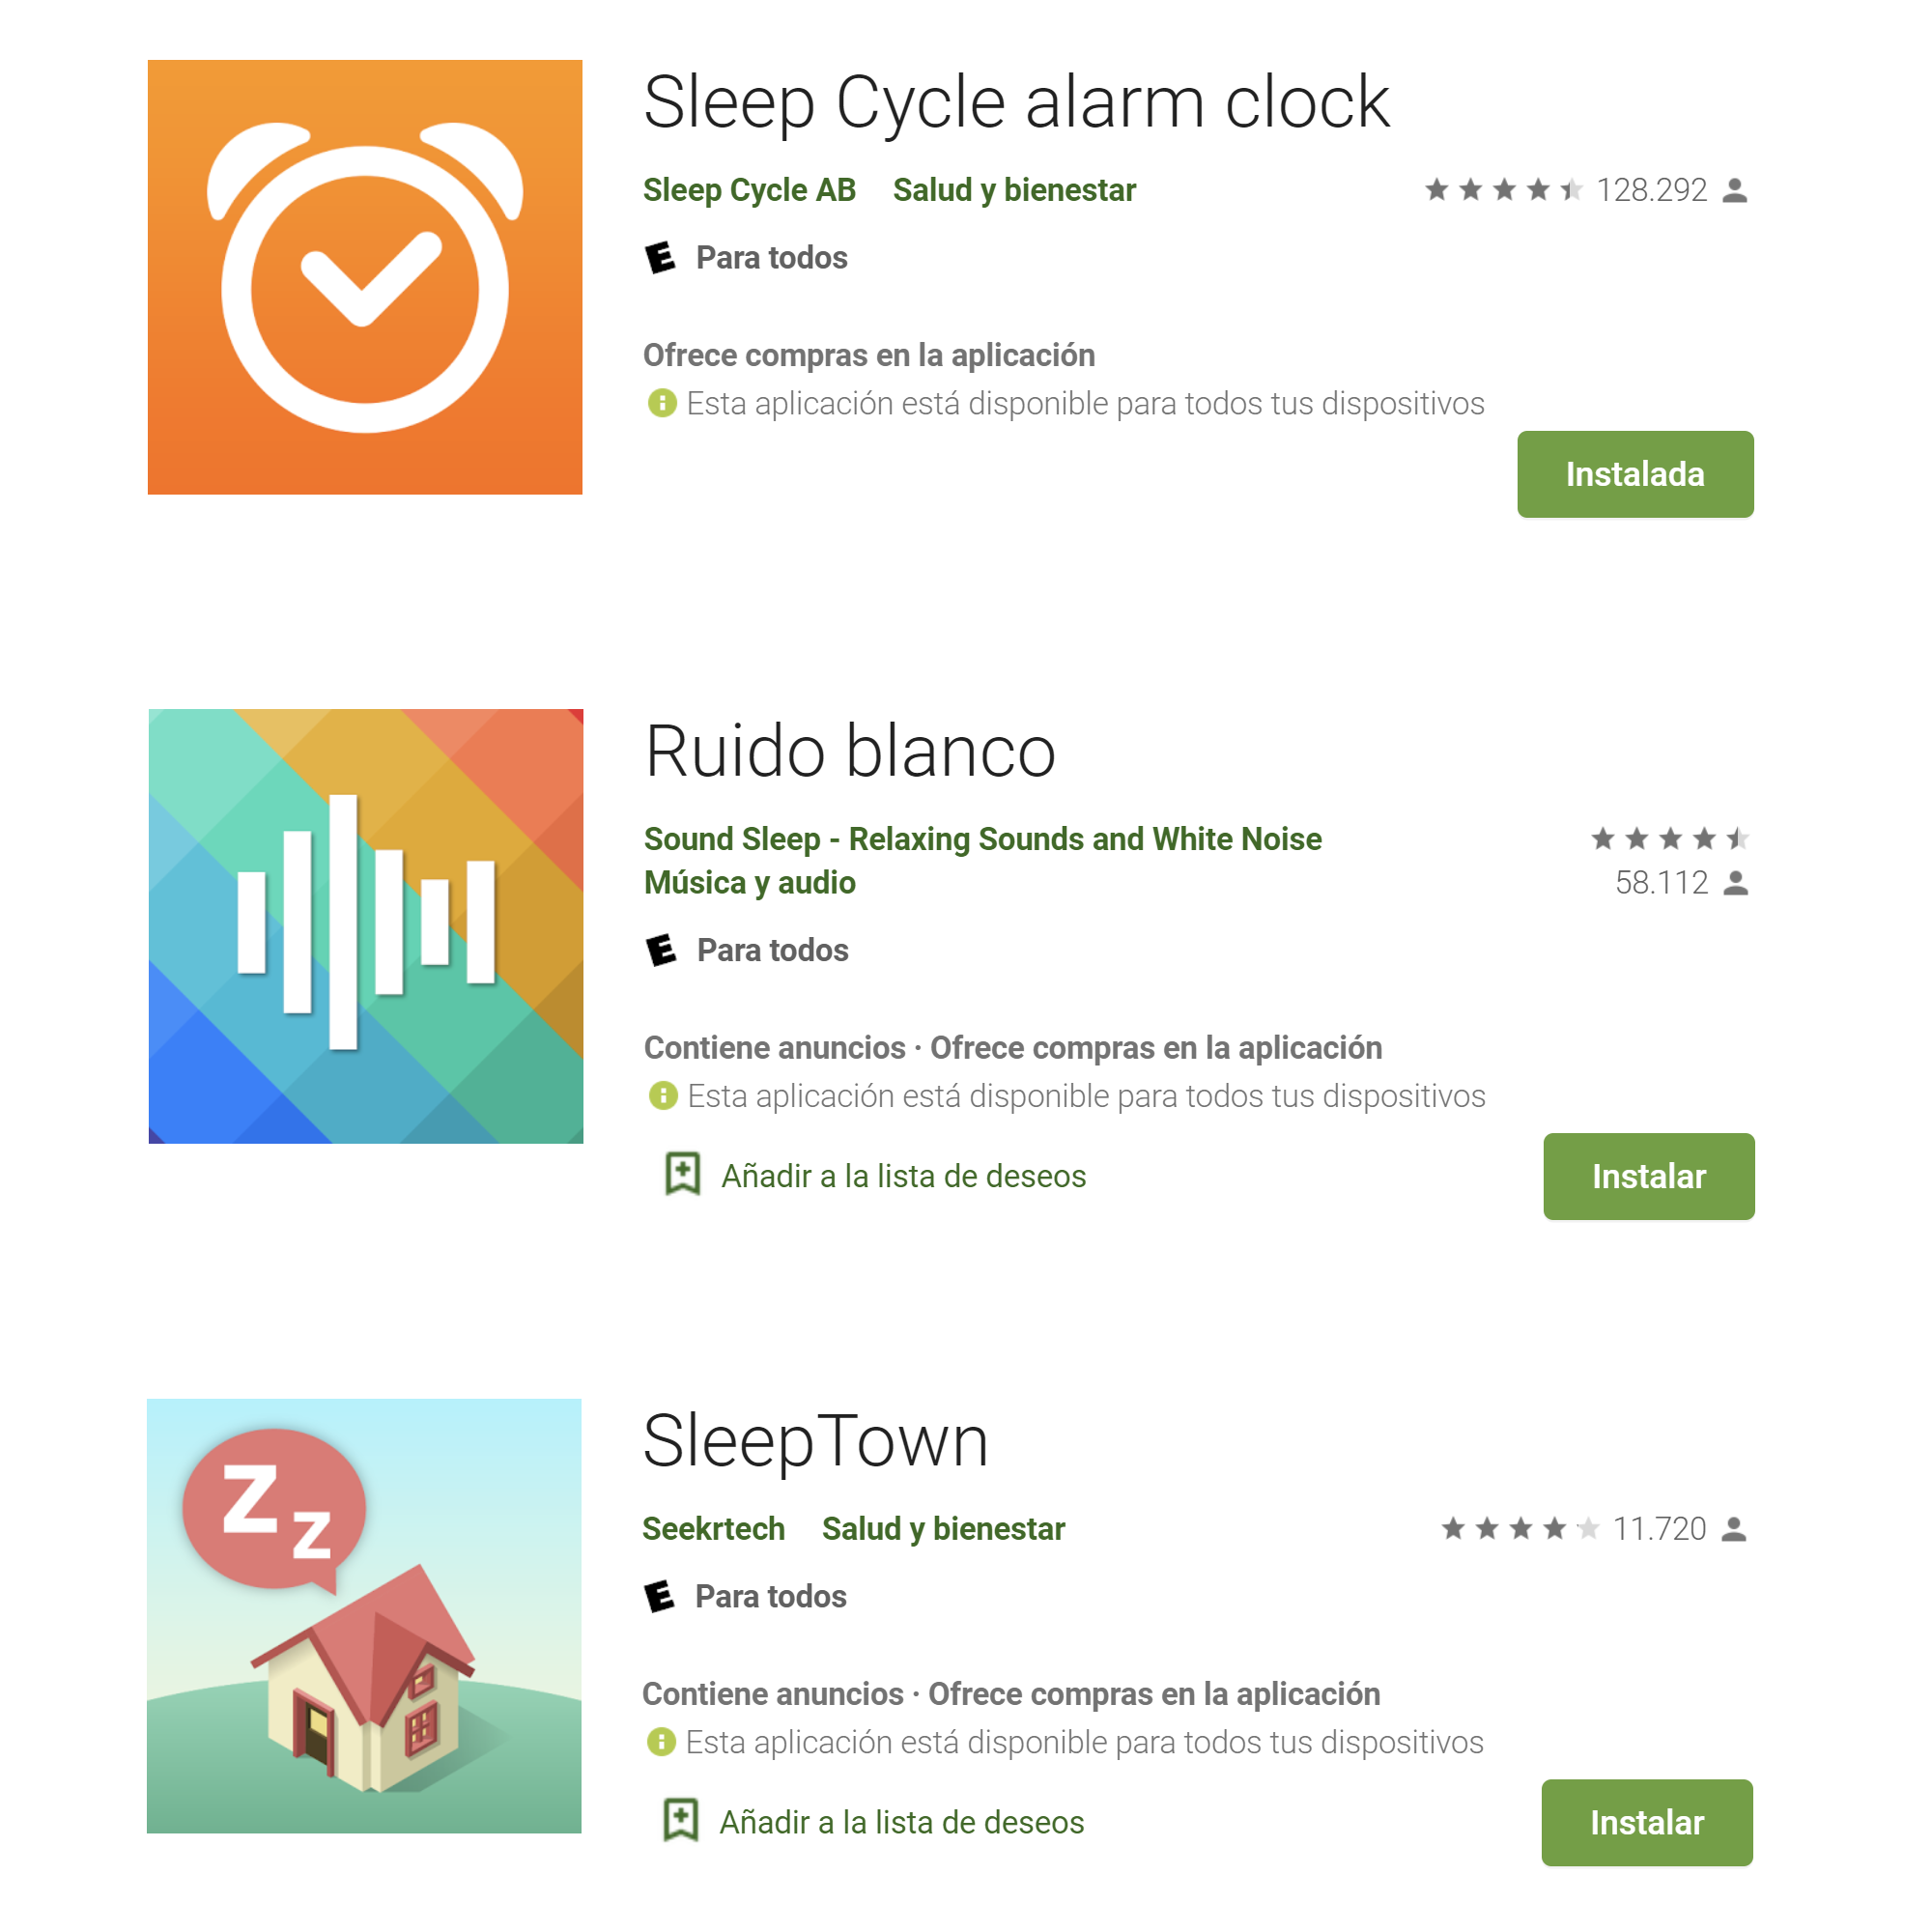 Sleep Cycle alarm clock
Sleep Cycle AB Salud y bienestar 128.292
E Para todos
Ofrece compras en la aplicación
Esta aplicación está disponible para todos tus dispositivos
Instalada
Ruido blanco
Sound Sleep - Relaxing Sounds and White Noise
Música y audio 58.112
E Para todos
Contiene anuncios · Ofrece compras en la aplicación
Esta aplicación está disponible para todos tus dispositivos
Añadir a la lista de deseos Instalar
Z
z
SleepTown
Seekrtech Salud y bienestar 11.720
E Para todos
Contiene anuncios · Ofrece compras en la aplicación
Esta aplicación está disponible para todos tus dispositivos
Añadir a la lista de deseos Instalar